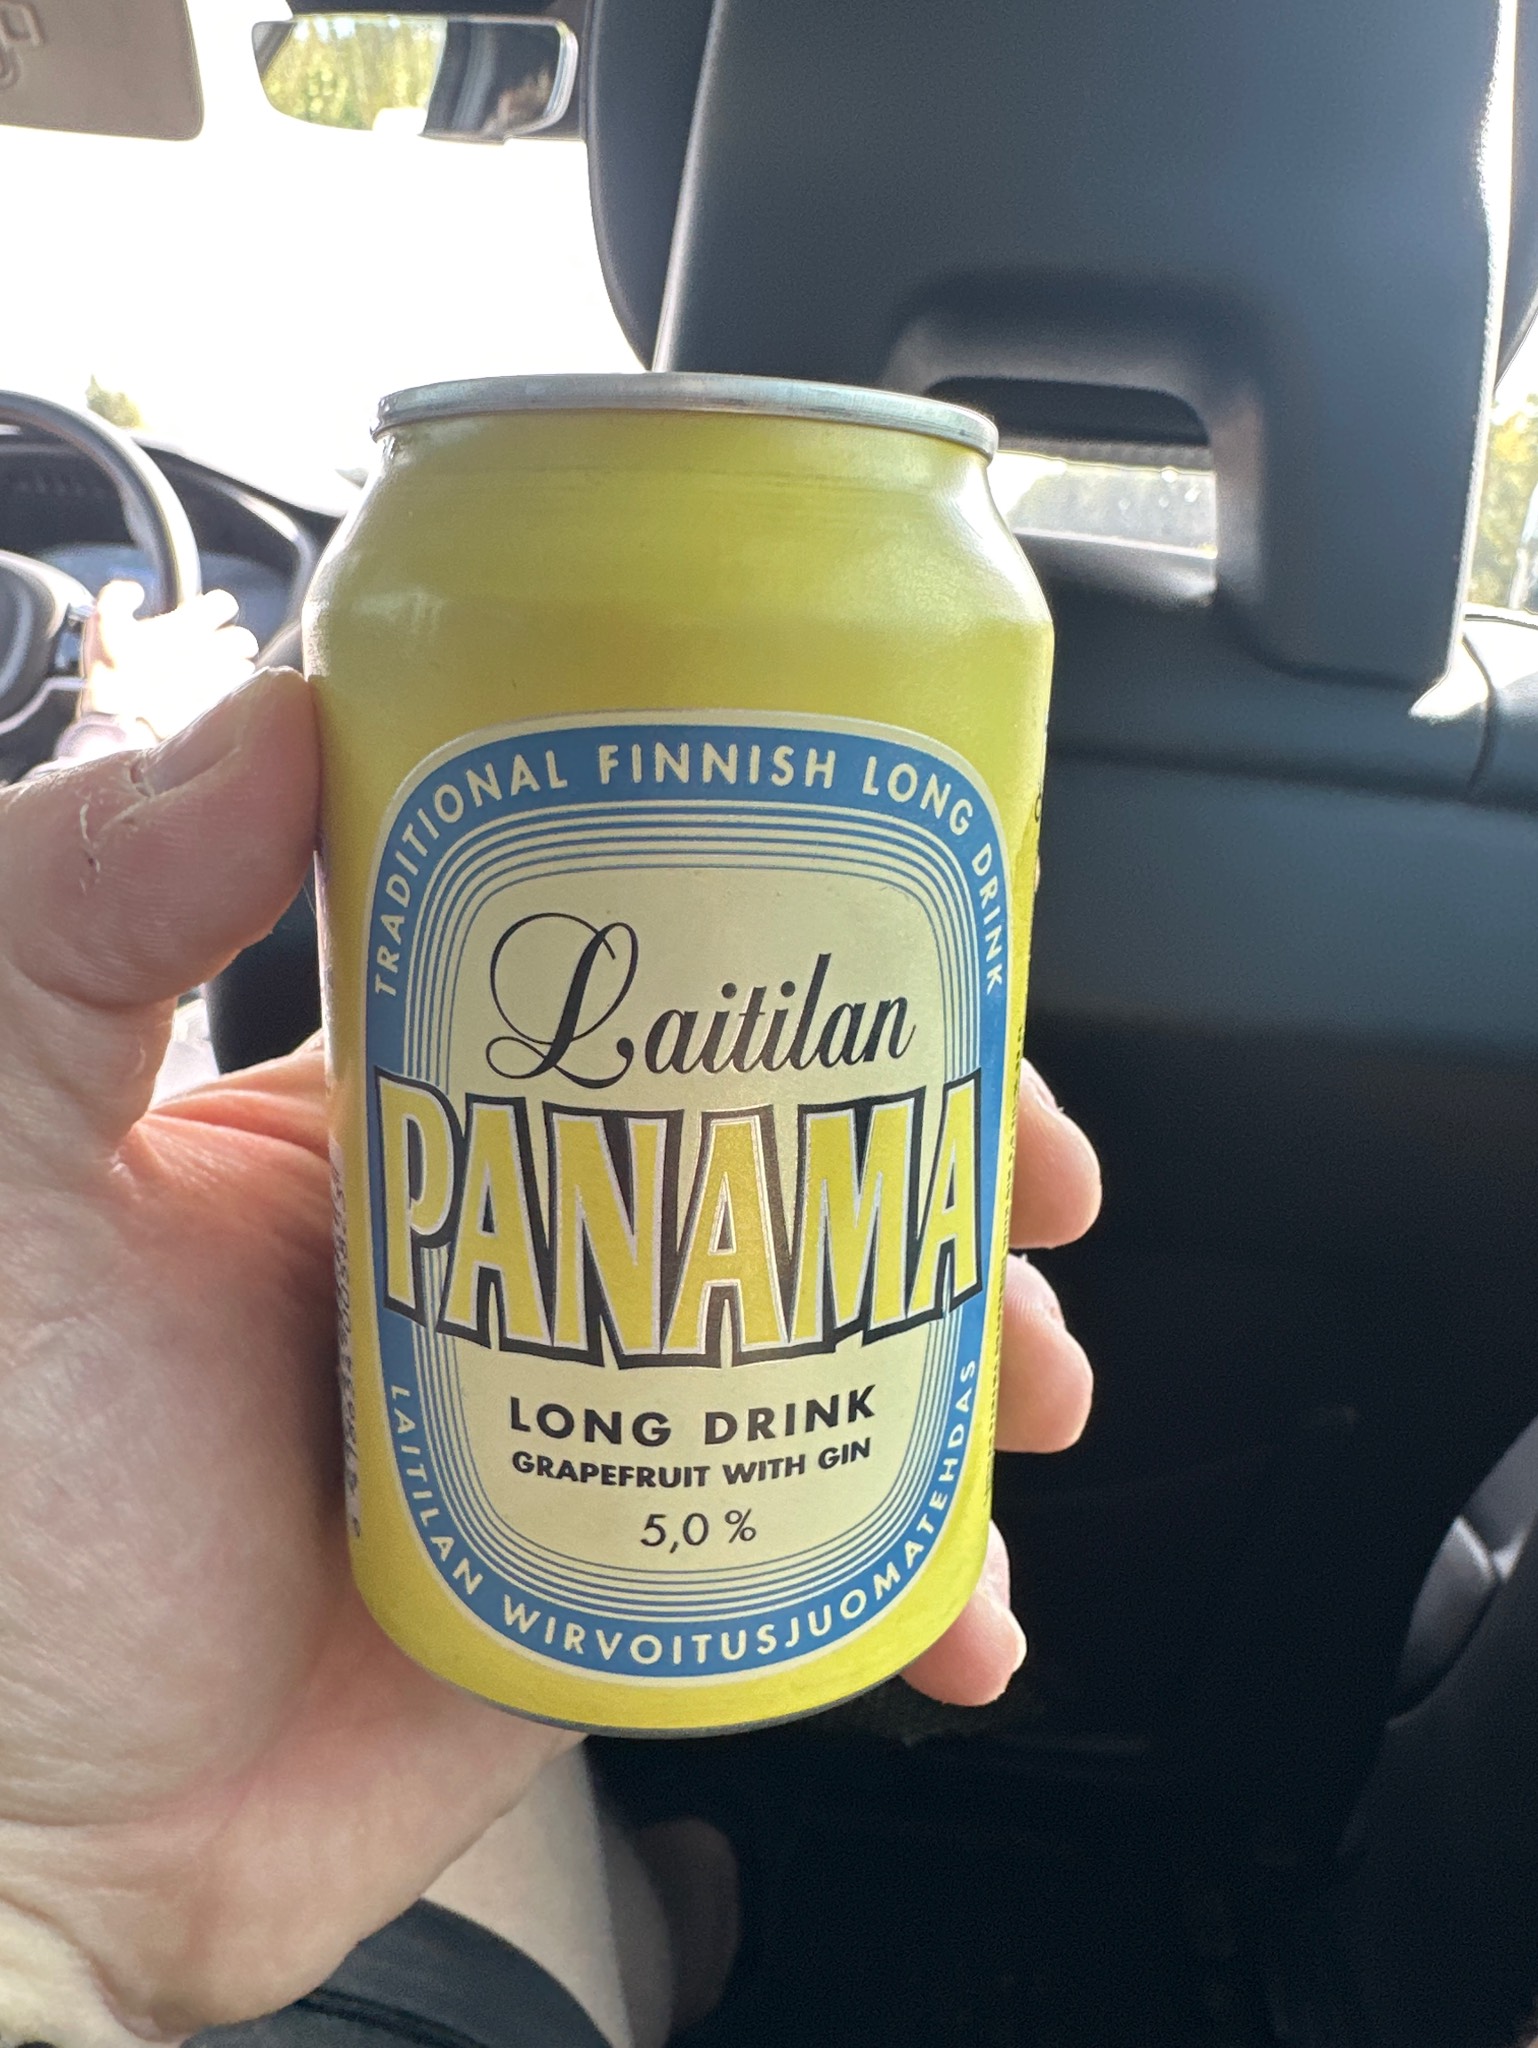 TRADITIONAL FINNISH LONG DRINK
Laitilan
PANAMA
LONG DRINK
GRAPEFRUIT WITH GIN
5,0 %
LAITILAN WIRVOITUSJUOMATEHDAS